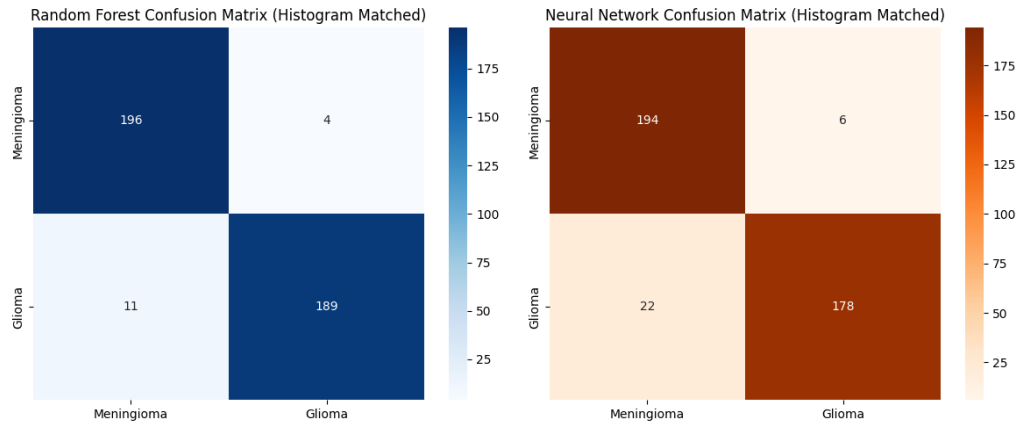 Random Forest Confusion Matrix (Histogram Matched)
Meningioma
Glioma
196
4
11
189
Meningioma
Glioma
175
150
125
100
75
50
25
Neural Network Confusion Matrix (Histogram Matched)
Meningioma
Glioma
194
6
22
178
Meningioma
Glioma
175
150
125
100
75
50
25